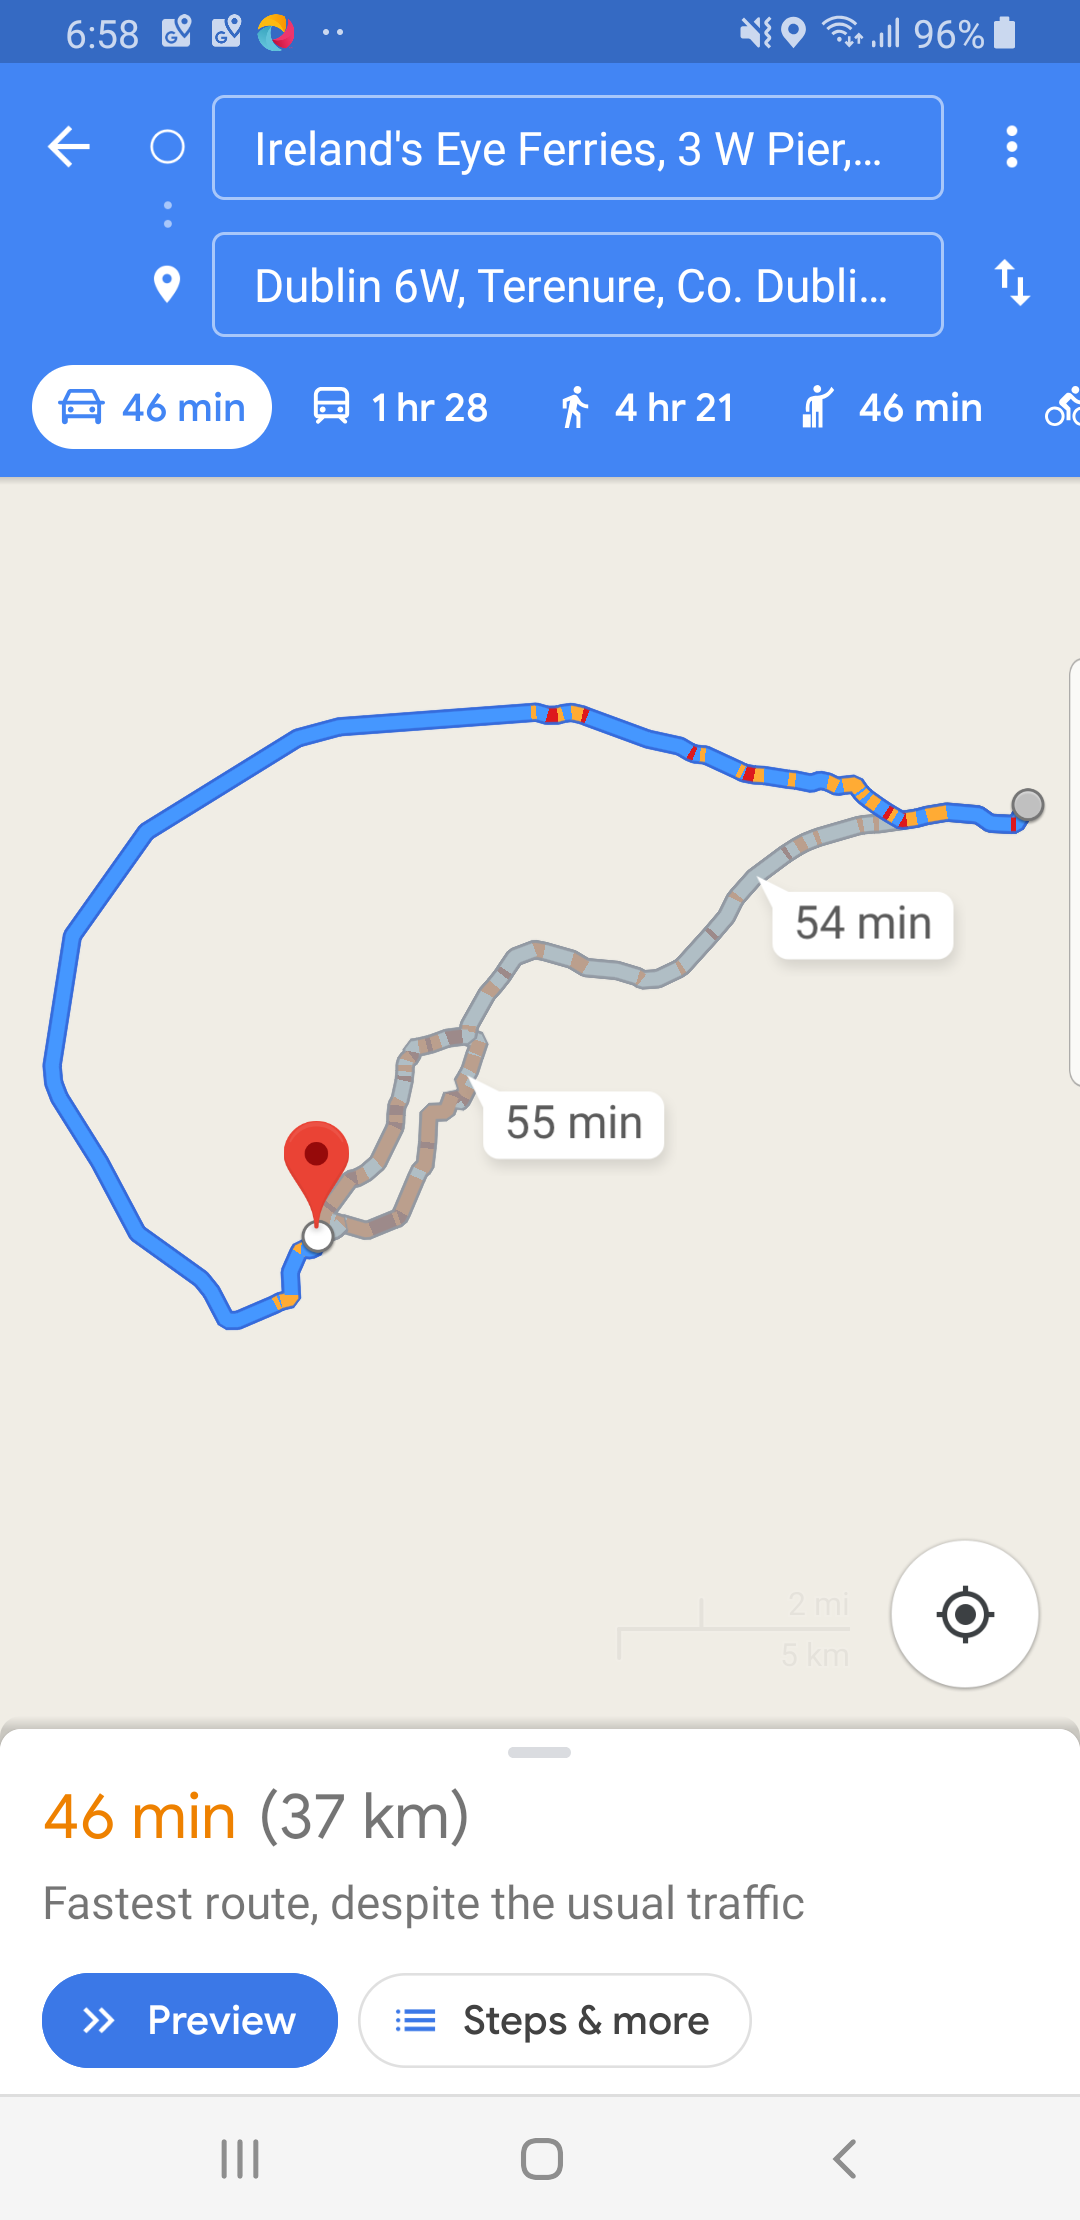 6:58
96%
Ireland's Eye Ferries, 3 W Pier,...
Dublin 6W, Terenure, Co. Dubli...
46 min
1 hr 28
4 hr 21
46 min
54 min
55 min
2 mi
5 km
46 min (37 km)
Fastest route, despite the usual traffic
Preview
Steps & more